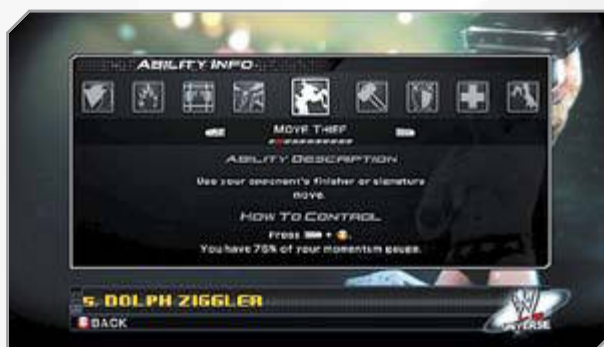 ABILITY INFO
MOVE THIEF
ABILITY DESCRIPTION
Use your opponent's finisher or signature
move.
HOW TO CONTROL
Press +
You have 75% of your momentum gauge.
5. DOLPH ZIGGLER
BACK
W
UNIVERSE